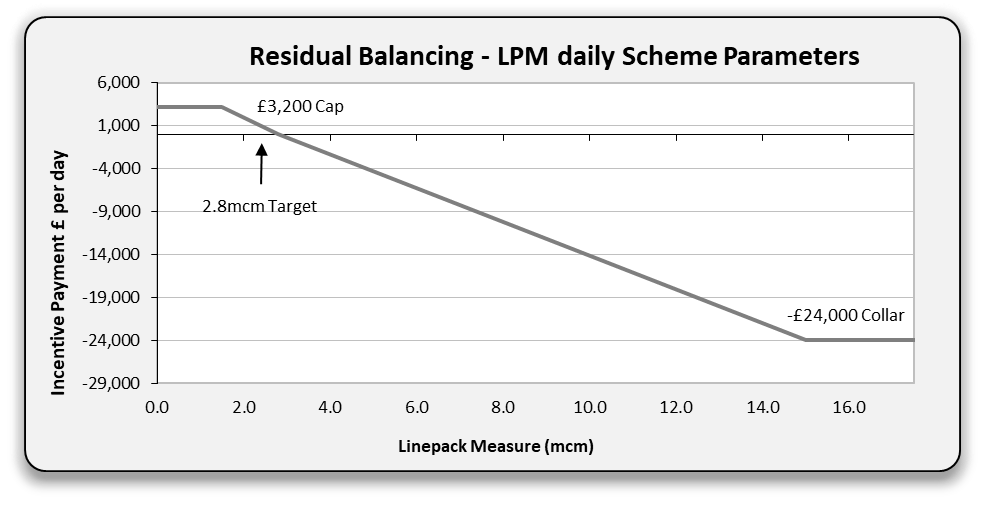 Residual Balancing - LPM daily Scheme Parameters
6,000
£3,200 Cap
1,000
-4,000
2.8mcm Target
-9,000
-14,000
-19,000
-£24,000 Collar
-24,000
-29,000
0.0 2.0 4.0 6.0 8.0 10.0 12.0 14.0 16.0
Linepack Measure (mcm)
Incentive Payment £ per day